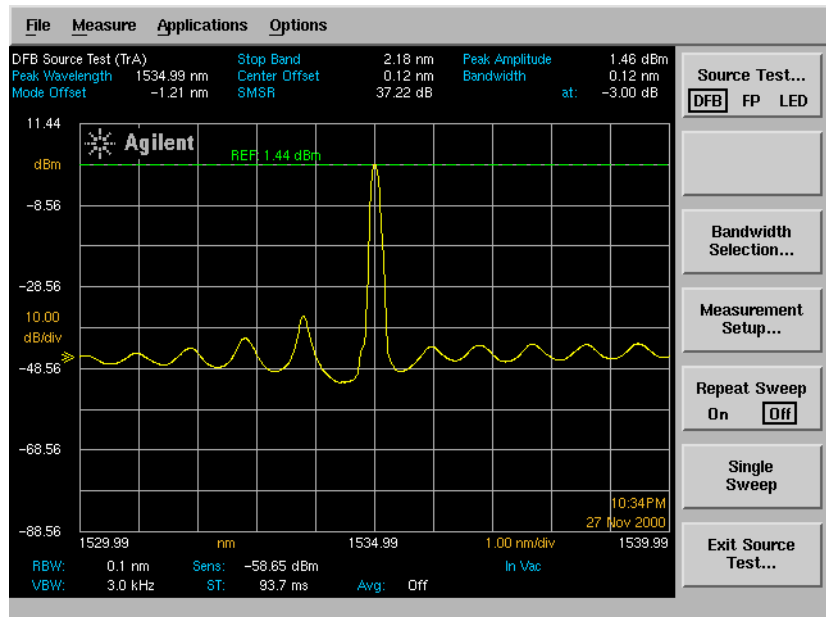 File Measure Applications Options
DFB Source Test (TrA) Stop Band 2.18 nm Peak Amplitude 1.46 dBm
Peak Wavelength 1534.99 nm Center Offset 0.12 nm Bandwidth 0.12 nm
Mode Offset -1.21 nm SMSR 37.22 dB at: -3.00 dB
Source Test...
DFB FP LED
11.44
Agilent
REF: 1.44 dBm
dBm
-8.56
Bandwidth
Selection...
-28.56
10.00
dB/div
Measurement
Setup...
-48.56
Repeat Sweep
On Off
-68.56
Single
Sweep
10:34PM
27 Nov 2000
-88.56
1529.99 nm 1534.99 1.00 nm/div 1539.99
Exit Source
Test...
RBW: 0.1 nm Sens: -58.65 dBm In Vac
VBW: 3.0 kHz ST: 93.7 ms Avg: Off